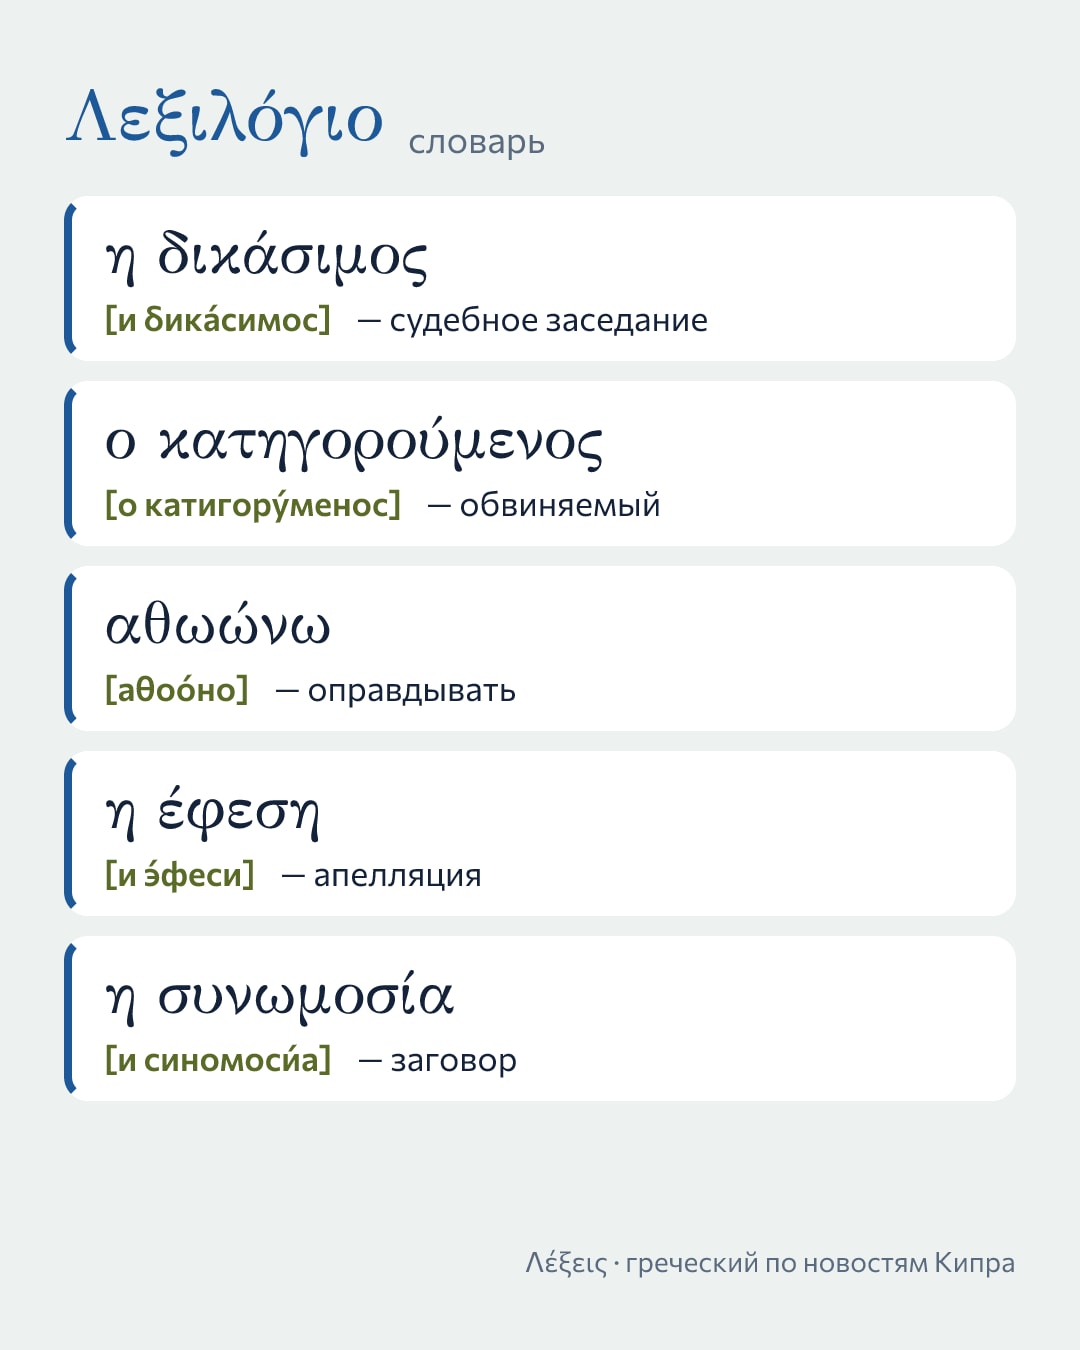 Λεξιλόγιο словарь
η δικάσιμος
[и δика́симос] — судебное заседание
ο κατηγορούμενος
[о катигору́менос] — обвиняемый
αθωώνω
[аθоо́но] — оправдывать
η έφεση
[и э́феси] — апелляция
η συνωμοσία
[и синомоси́а] — заговор
Λέξεις · греческий по новостям Кипра